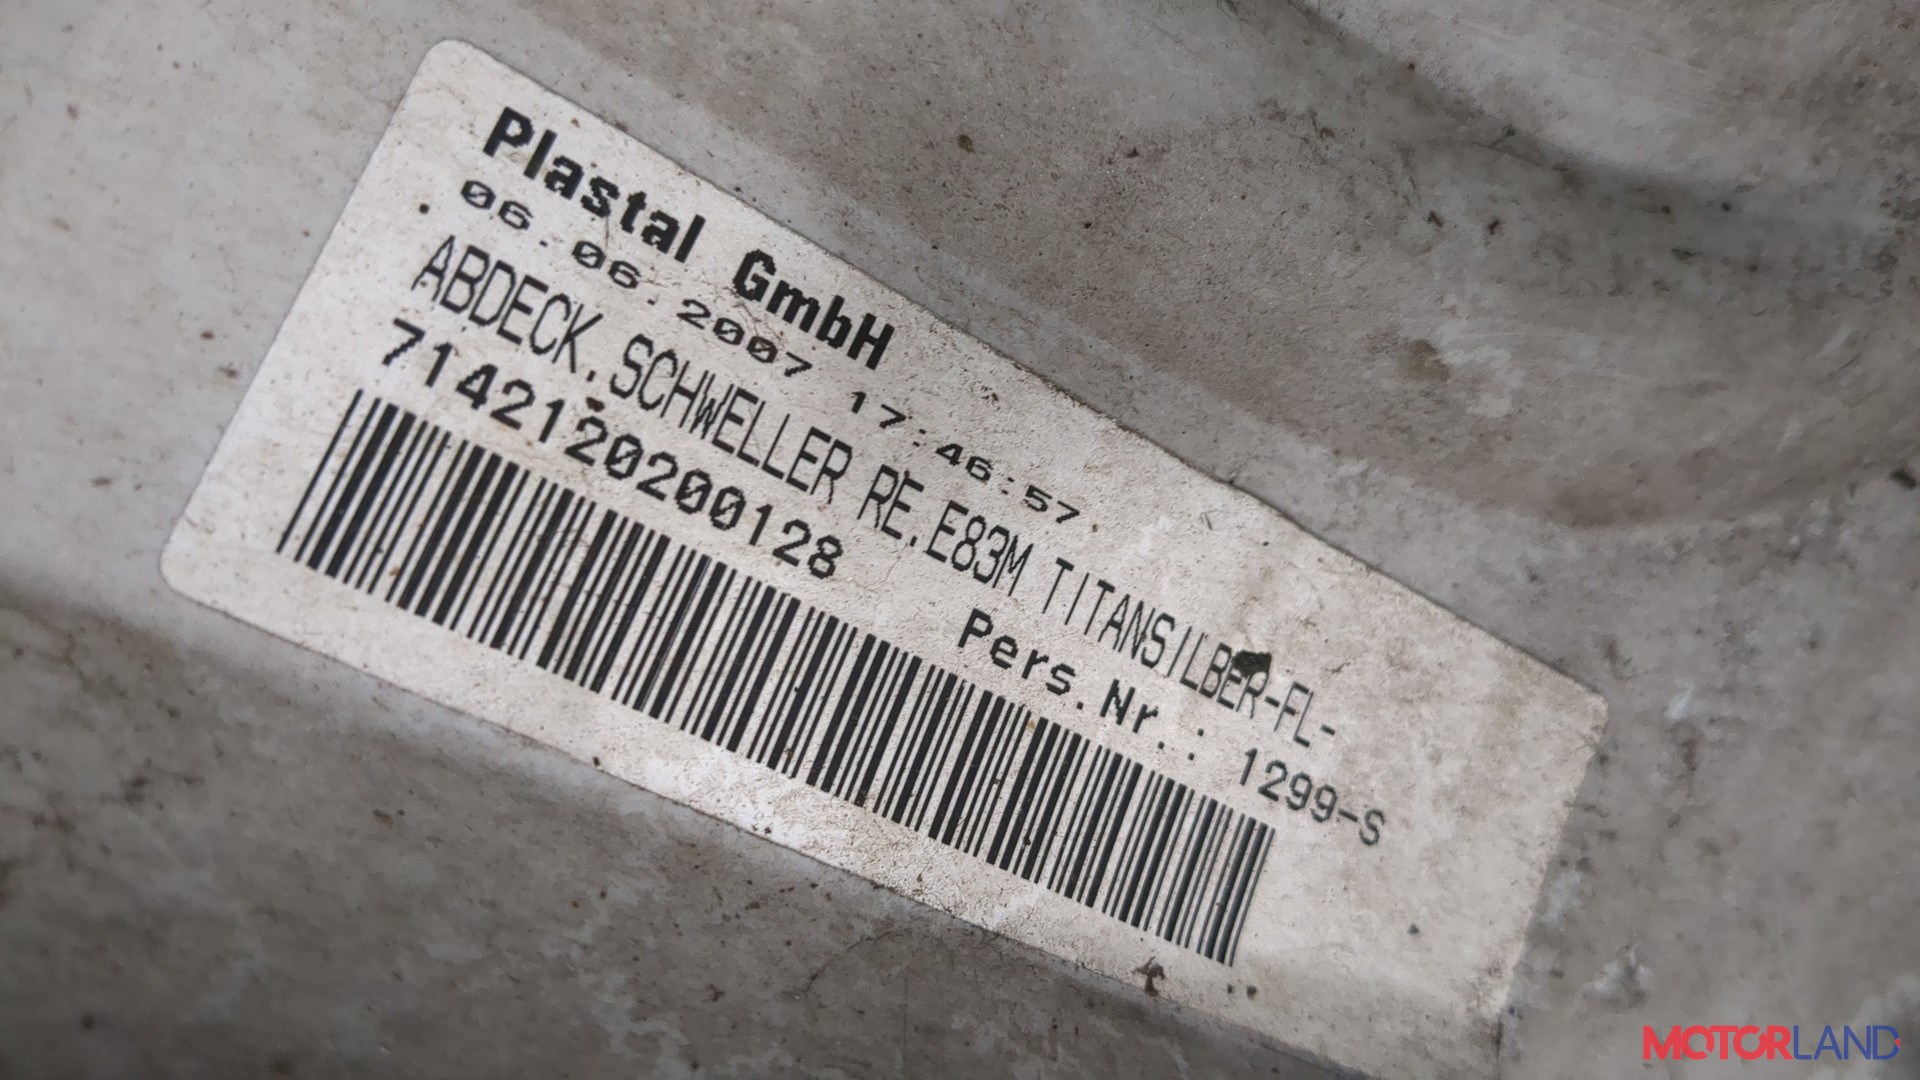 Plastal GmbH
06.06.2007 17:46:57.
ABDECK.SCHWELLER RE.E83M TITANSILBER-FL-
7142120200128
Pers.Nr.: 1299-S
MOTORLAND